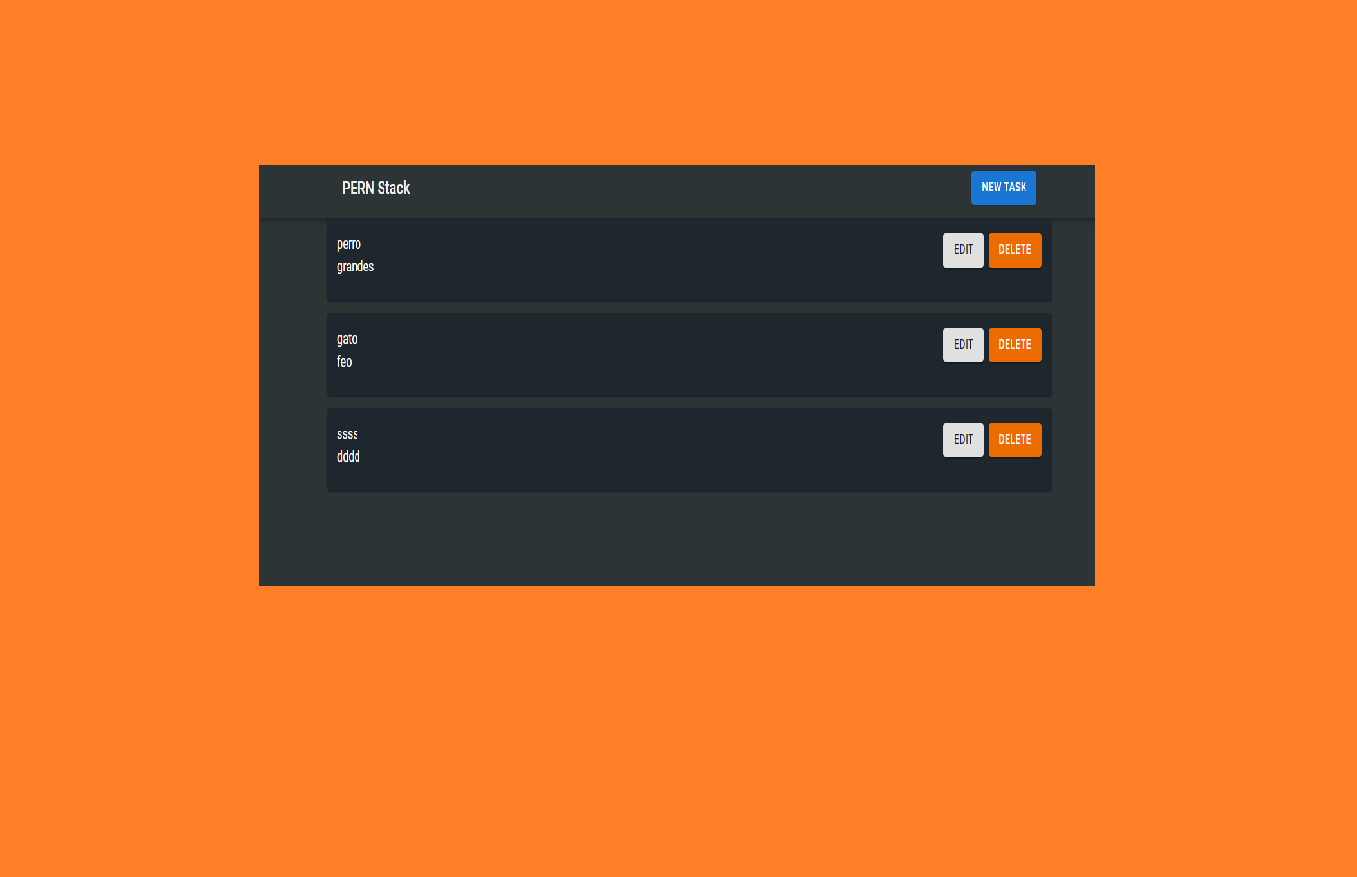 PERN Stack
NEW TASK
perro
grandes
EDIT
DELETE
gato
feo
EDIT
DELETE
ssss
dddd
EDIT
DELETE